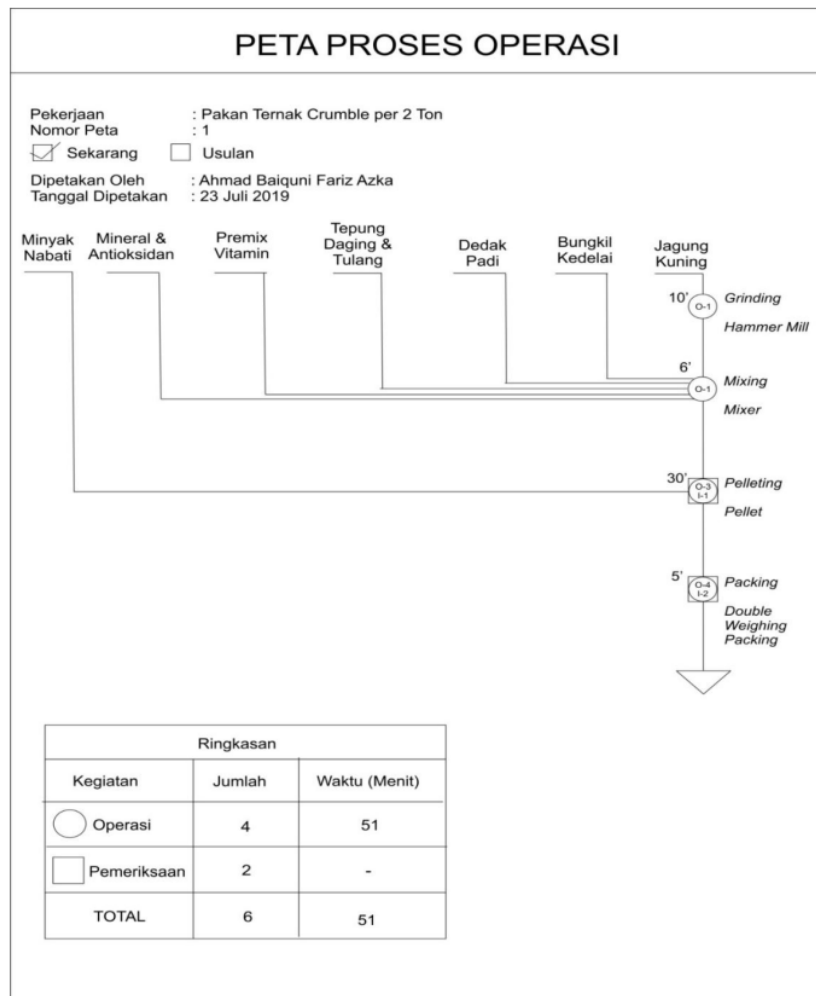 PETA PROSES OPERASI
Pekerjaan : Pakan Ternak Crumble per 2 Ton
Nomor Peta : 1
Sekarang Usulan
Dipetakan Oleh : Ahmad Baiquni Fariz Azka
Tanggal Dipetakan : 23 Juli 2019
Minyak
Nabati
Mineral &
Antioksidan
Premix
Vitamin
Tepung
Daging &
Tulang
Dedak
Padi
Bungkil
Kedelai
Jagung
Kuning
10' O-1 Grinding
Hammer Mill
6' O-1 Mixing
Mixer
30' O-3 Pelleting
I-1
Pellet
5' O-4 Packing
I-2
Double
Weighing
Packing
Ringkasan
Kegiatan Jumlah Waktu (Menit)
Operasi 4 51
Pemeriksaan 2 -
TOTAL 6 51